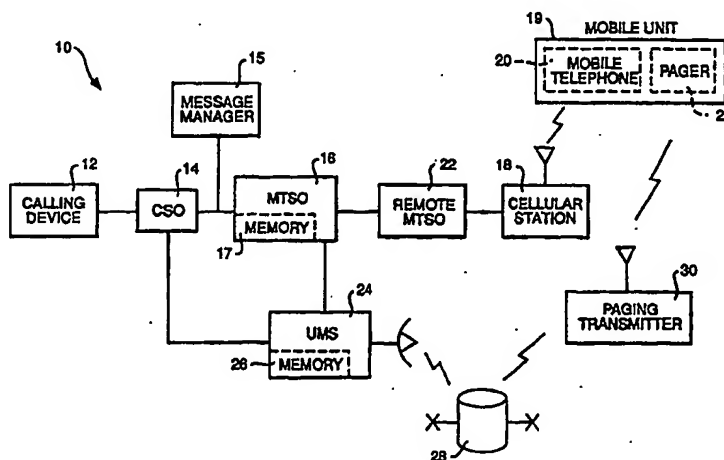 10
19
MOBILE UNIT
20
MOBILE
TELEPHONE
PAGER
2
15
MESSAGE
MANAGER
12
CALLING
DEVICE
14
CSO
16
MTSO
MEMORY
17
22
REMOTE
MTSO
18
CELLULAR
STATION
24
UMS
26
MEMORY
30
PAGING
TRANSMITTER
28